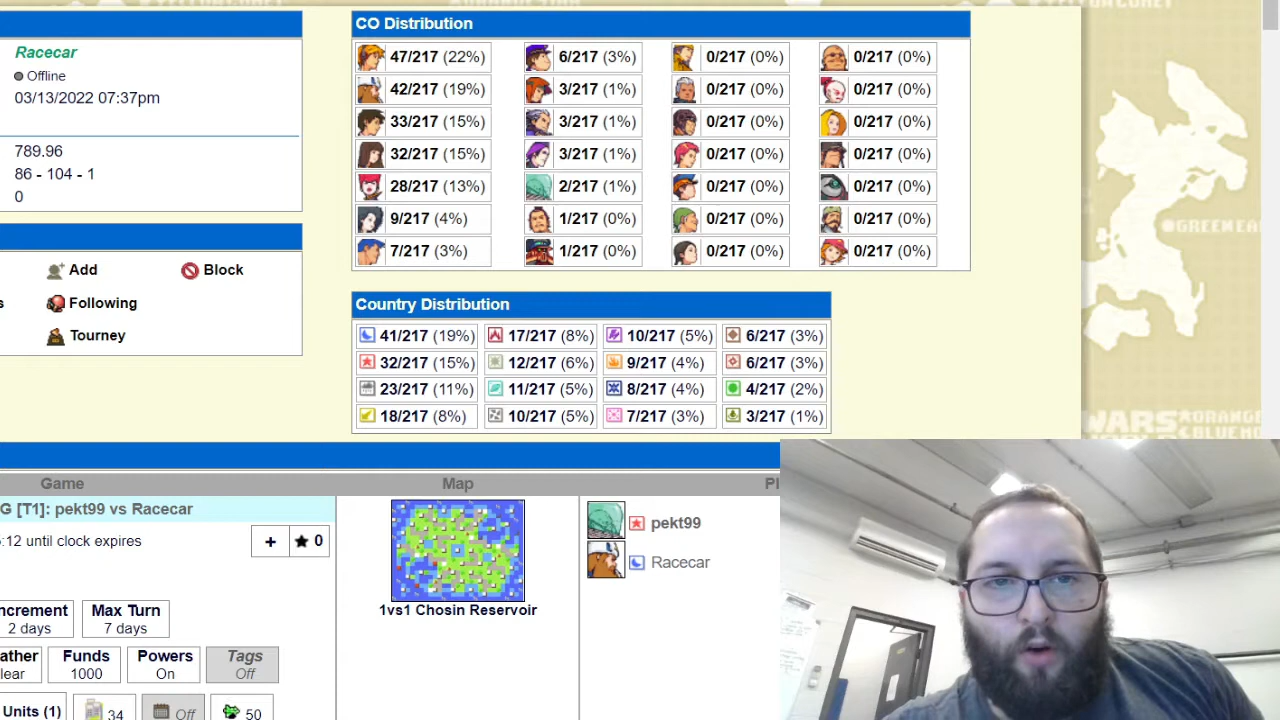 CO Distribution
Racecar
Offline
03/13/2022 07:37pm
789.96
86 - 104 - 1
0
47/217 (22%) 6/217 (3%) 0/217 (0%) 0/217 (0%)
42/217 (19%) 3/217 (1%) 0/217 (0%) 0/217 (0%)
33/217 (15%) 3/217 (1%) 0/217 (0%) 0/217 (0%)
32/217 (15%) 3/217 (1%) 0/217 (0%) 0/217 (0%)
28/217 (13%) 2/217 (1%) 0/217 (0%) 0/217 (0%)
9/217 (4%) 1/217 (0%) 0/217 (0%) 0/217 (0%)
7/217 (3%) 1/217 (0%) 0/217 (0%) 0/217 (0%)
Add Block
s Following
Tourney
Country Distribution
41/217 (19%) 17/217 (8%) 10/217 (5%) 6/217 (3%)
32/217 (15%) 12/217 (6%) 9/217 (4%) 6/217 (3%)
23/217 (11%) 11/217 (5%) 8/217 (4%) 4/217 (2%)
18/217 (8%) 10/217 (5%) 7/217 (3%) 3/217 (1%)
Game Map Pl
G [T1]: pekt99 vs Racecar
:12 until clock expires
+ 0
ncrement Max Turn
2 days 7 days
ather Funds Powers Tags
lear 1000 On Off
Units (1) 34 Off 50
1vs1 Chosin Reservoir
pekt99
Racecar
GREEN EA
WARS ORANGE
& BLUE MO